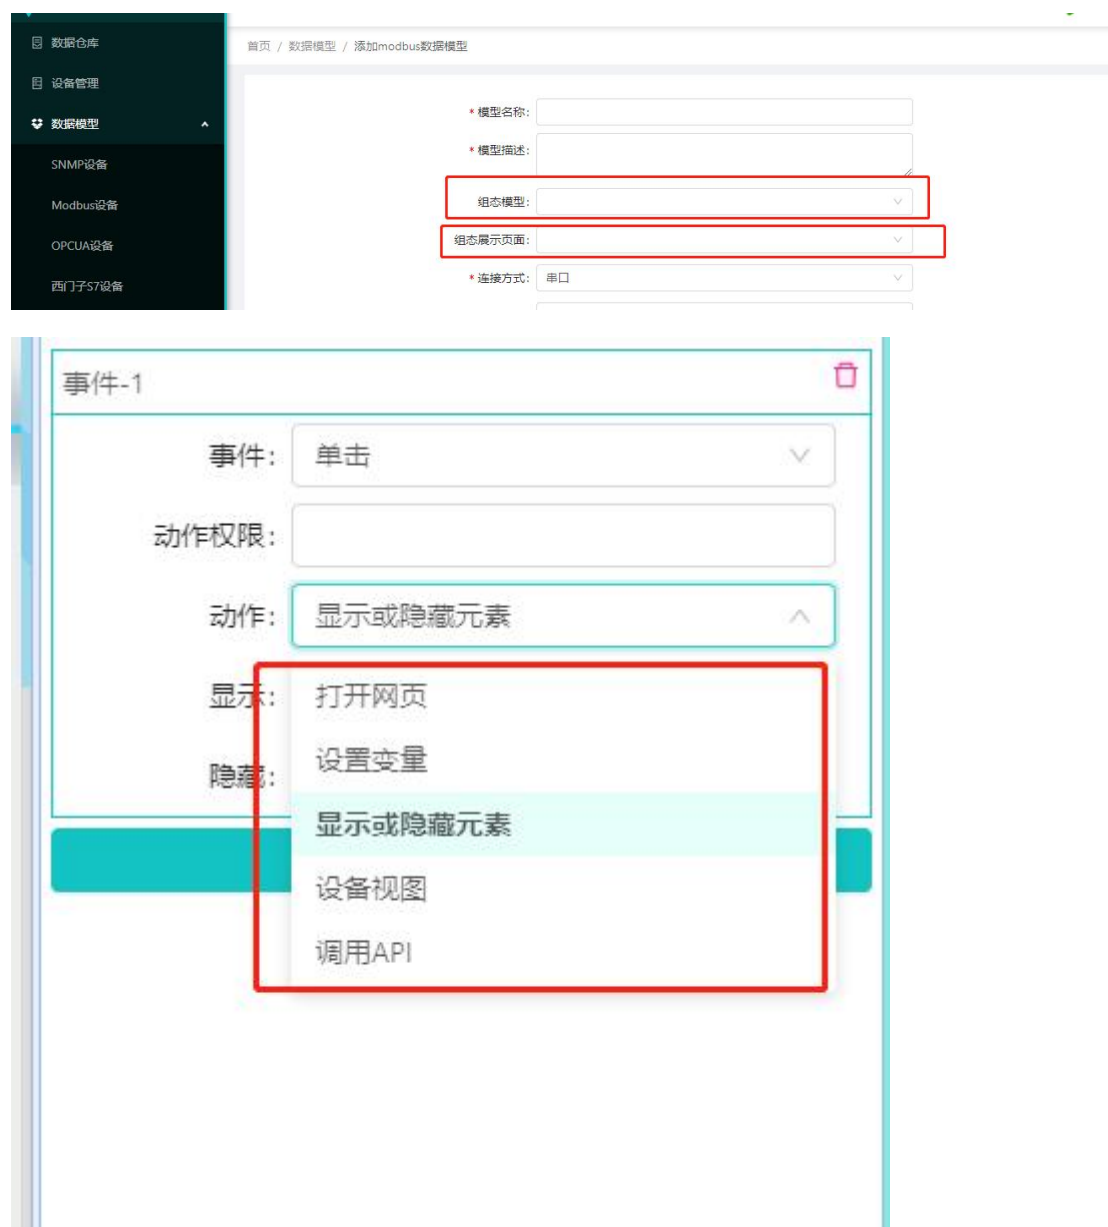 数据仓库
设备管理
数据模型
SNMP设备
Modbus设备
OPCUA设备
西门子S7设备
首页 / 数据模型 / 添加modbus数据模型
* 模型名称:
* 模型描述:
组态模型:
组态展示页面:
* 连接方式: 串口
事件-1
事件: 单击
动作权限:
动作: 显示或隐藏元素
显示: 打开网页
设置变量
隐藏:
显示或隐藏元素
设备视图
调用API